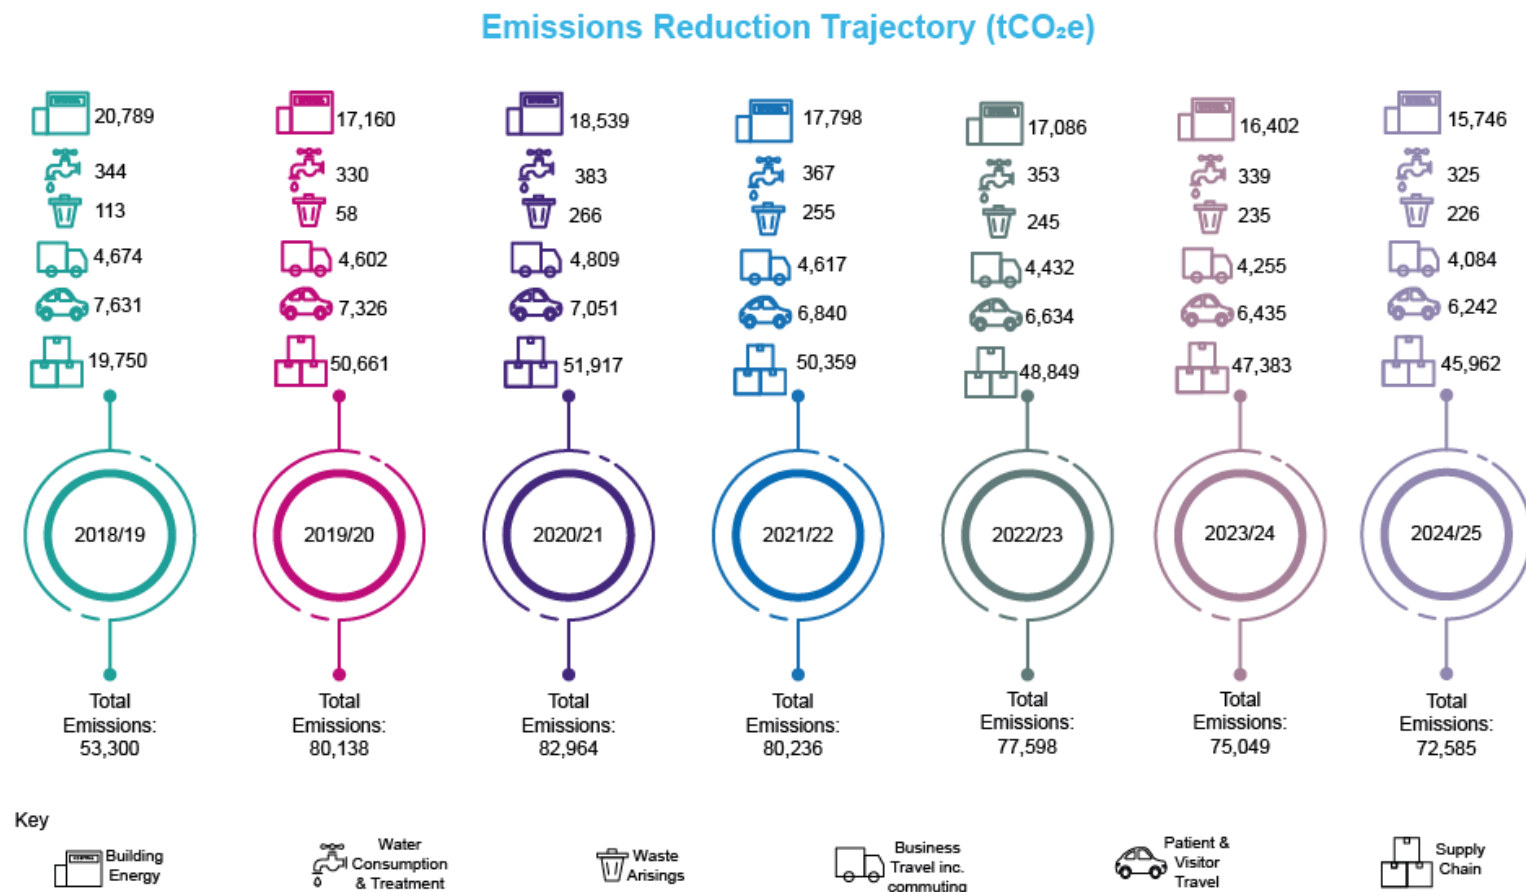 Emissions Reduction Trajectory (tCO₂e)
20,789
344
113
4,674
7,631
19,750
2018/19
Total
Emissions:
53,300
17,160
330
58
4,602
7,326
50,661
2019/20
Total
Emissions:
80,138
18,539
383
266
4,809
7,051
51,917
2020/21
Total
Emissions:
82,964
17,798
367
255
4,617
6,840
50,359
2021/22
Total
Emissions:
80,236
17,086
353
245
4,432
6,634
48,849
2022/23
Total
Emissions:
77,598
16,402
339
235
4,255
6,435
47,383
2023/24
Total
Emissions:
75,049
15,746
325
226
4,084
6,242
45,962
2024/25
Total
Emissions:
72,585
Key
Building
Energy
Water
Consumption
& Treatment
Waste
Arisings
Business
Travel inc.
commuting
Patient &
Visitor
Travel
Supply
Chain